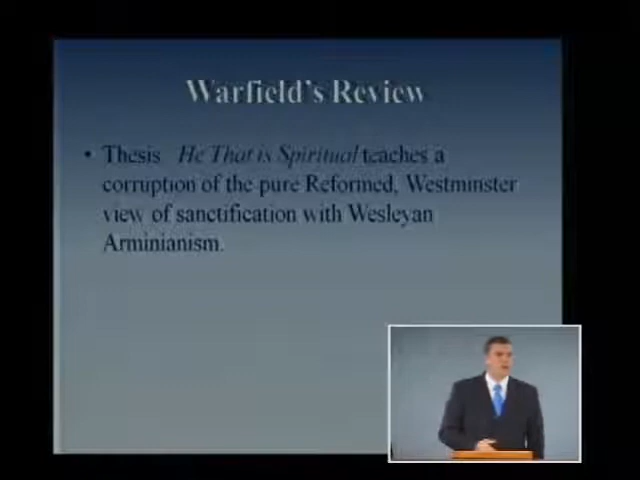 Warfield's Review
• Thesis He That is Spiritual teaches a
corruption of the pure Reformed, Westminster
view of sanctification with Wesleyan
Arminianism.